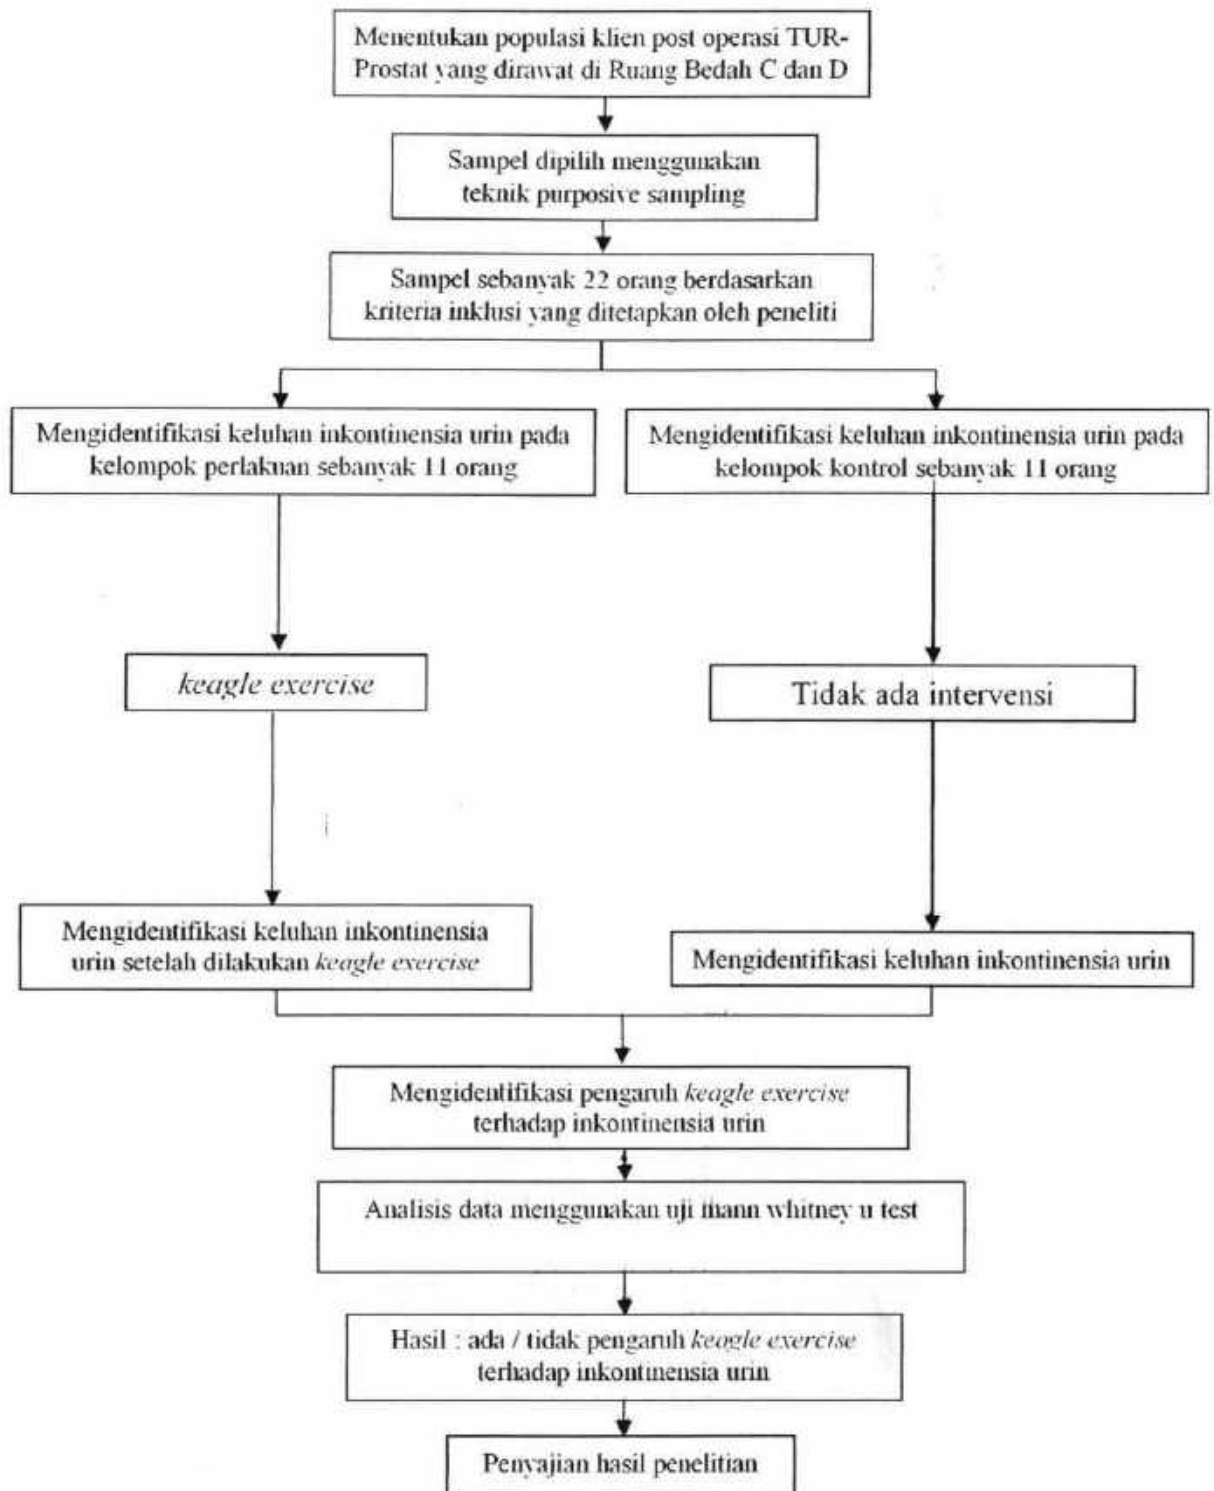 Menentukan populasi klien post operasi TUR-
Prostat yang dirawat di Ruang Bedah C dan D
Sampel dipilih menggunakan
teknik purposive sampling
Sampel sebanyak 22 orang berdasarkan
kriteria inklusi yang ditetapkan oleh peneliti
Mengidentifikasi keluhan inkontinensia urin pada
kelompok perlakuan sebanyak 11 orang
Mengidentifikasi keluhan inkontinensia urin pada
kelompok kontrol sebanyak 11 orang
keagle exercise
Tidak ada intervensi
Mengidentifikasi keluhan inkontinensia
urin setelah dilakukan keagle exercise
Mengidentifikasi keluhan inkontinensia urin
Mengidentifikasi pengaruh keagle exercise
terhadap inkontinensia urin
Analisis data menggunakan uji mann whitney u test
Hasil : ada / tidak pengaruh keagle exercise
terhadap inkontinensia urin
Penyajian hasil penelitian